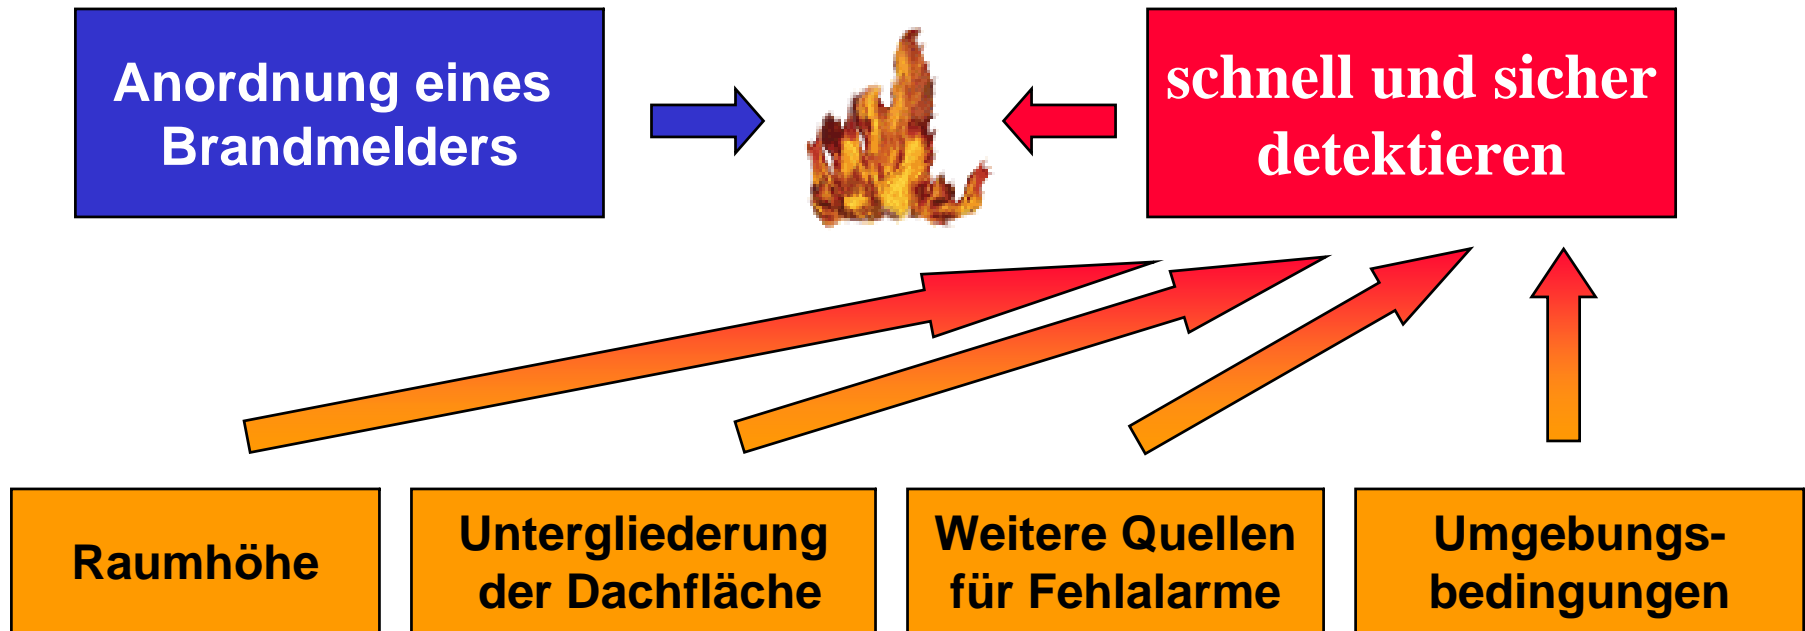 Anordnung eines
Brandmelders
schnell und sicher
detektieren
Raumhöhe
Untergliederung
der Dachfläche
Weitere Quellen
für Fehlalarme
Umgebungs-
bedingungen